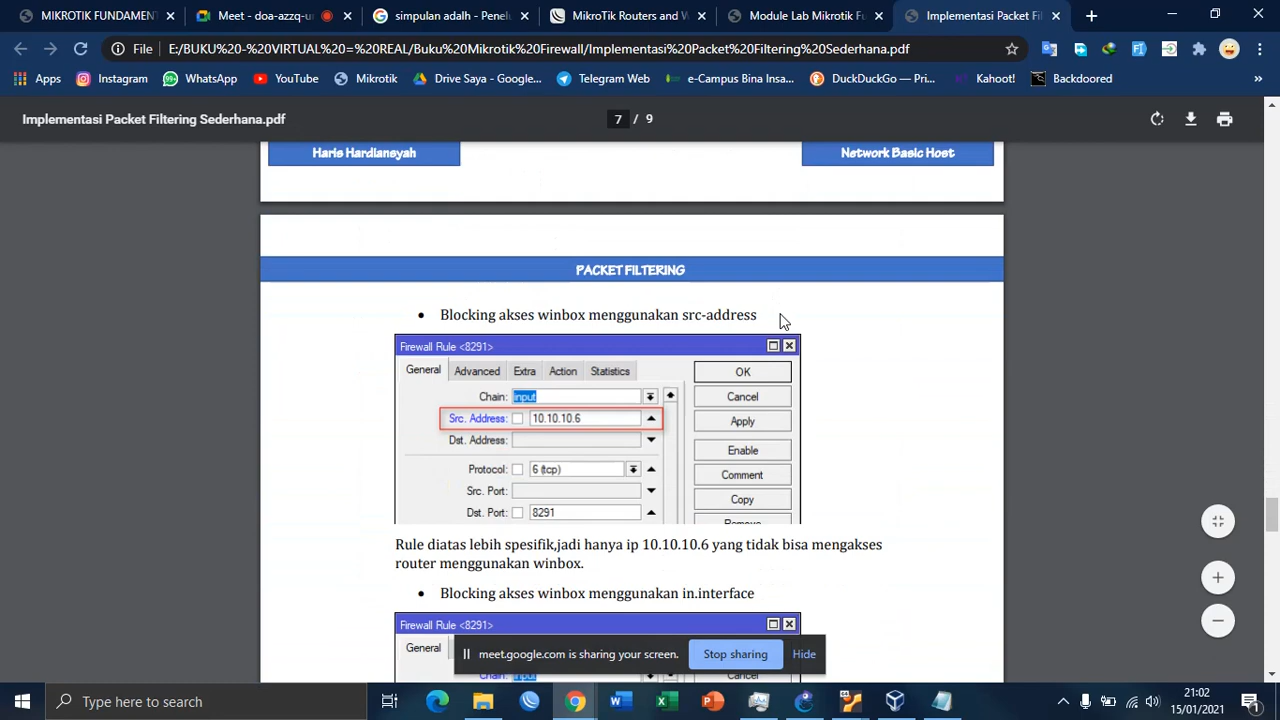 MIKROTIK FUNDAMENT
Meet - doa-azzq-un
simpulan adalh - Pene
MikroTik Routers and W
Module Lab Mikrotik F
Implementasi Packet Fi
File
E:/BUKU%20-%20VIRTUAL=%20REAL/Buku%20Mikrotik%20Firewall/Implementasi%20Packet%20Filtering%20Sederhana.pdf
Apps
Instagram
WhatsApp
YouTube
Mikrotik
Drive Saya - Google...
Telegram Web
e-Campus Bina Insa...
DuckDuckGo — Pri...
Kahoot!
Backdoored
Implementasi Packet Filtering Sederhana.pdf
7 / 9
Haris Hardiansyah
Network Basic Host
PACKET FILTERING
• Blocking akses winbox menggunakan src-address
Firewall Rule <8291>
General Advanced Extra Action Statistics
OK
Chain: input
Cancel
Src. Address: 10.10.10.6
Apply
Dst. Address:
Enable
Protocol: 6 (tcp)
Comment
Src. Port:
Copy
Dst. Port: 8291
Rule diatas lebih spesifik,jadi hanya ip 10.10.10.6 yang tidak bisa mengakses
router menggunakan winbox.
• Blocking akses winbox menggunakan in.interface
Firewall Rule <8291>
General
meet.google.com is sharing your screen.
Stop sharing
Hide
Type here to search
21:02
15/01/2021